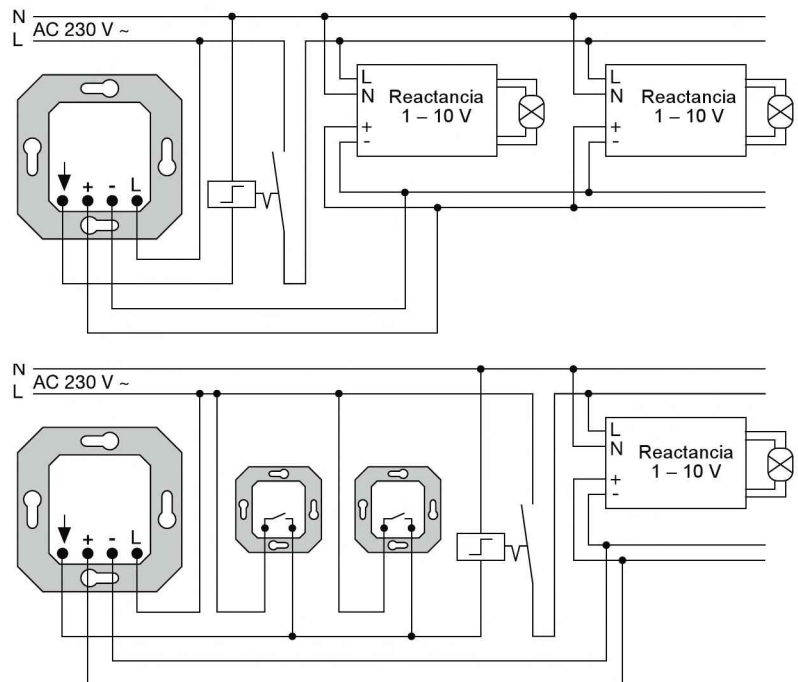 N
L AC 230 V ~
L
N
+
-
Reactancia
1 – 10 V
L
N
+
-
Reactancia
1 – 10 V
+ - L
N
L AC 230 V ~
L
N
+
-
Reactancia
1 – 10 V
+ - L